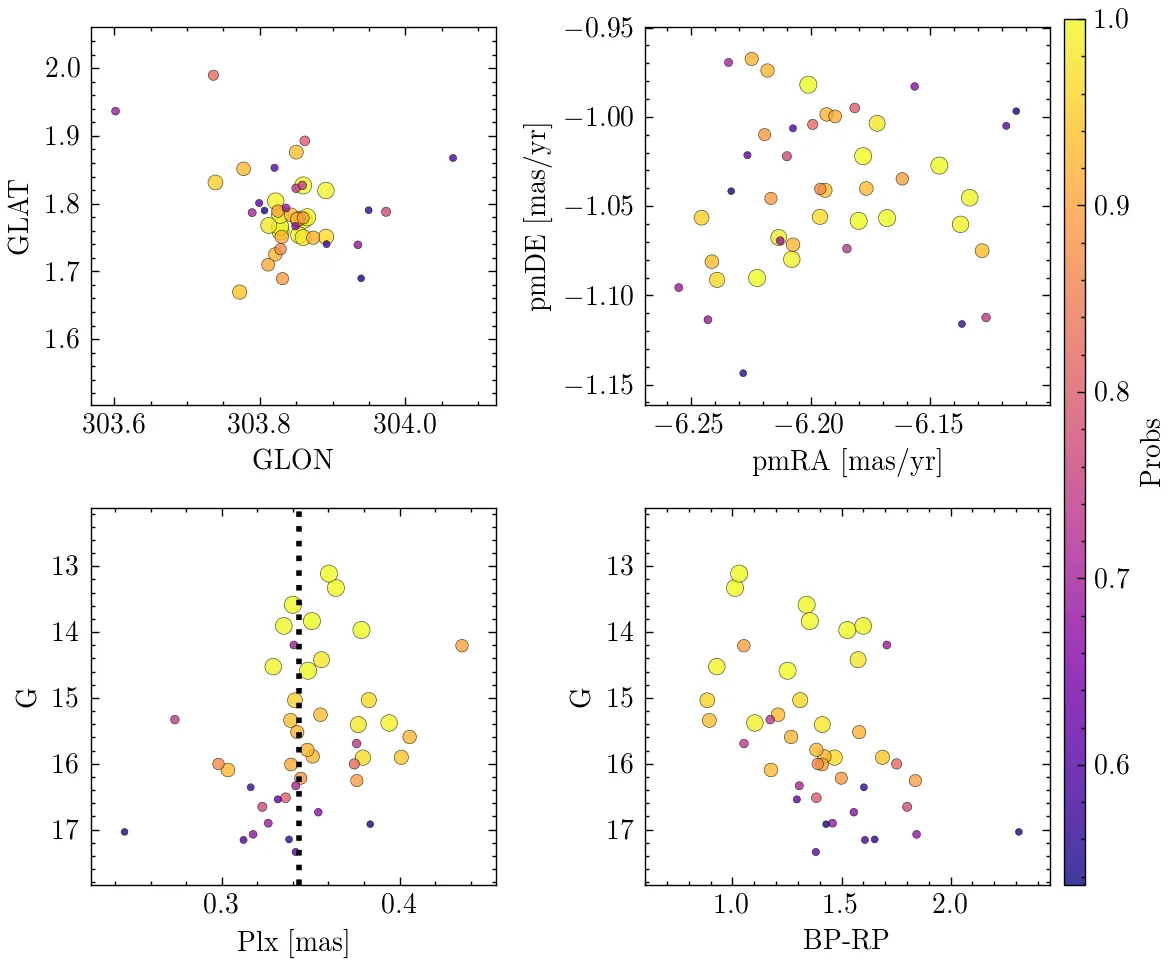 2.0
1.9
1.8
1.7
1.6
GLAT
303.6 303.8 304.0
GLON
−0.95
−1.00
−1.05
−1.10
−1.15
pmDE [mas/yr]
−6.25 −6.20 −6.15
pmRA [mas/yr]
13
14
15
16
17
G
0.3 0.4
Plx [mas]
13
14
15
16
17
G
1.0 1.5 2.0
BP-RP
1.0
0.9
0.8
0.7
0.6
Probs